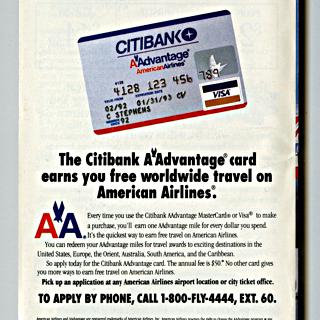 CITIBANK
AAdvantage®
AmericanAirlines®
4128
4128 123 456 789
02/92 01/31/93 CV
C STEPHENS
92
VISA
The Citibank AAdvantage® card
earns you free worldwide travel on
American Airlines®.
AA
Every time you use the Citibank AAdvantage MasterCard® or Visa® to make
a purchase, you'll earn one AAdvantage mile for every dollar you spend.
It's the quickest way to earn free travel on American Airlines.
You can redeem your AAdvantage miles for travel awards to exciting destinations in the
United States, Europe, the Orient, Australia, South America, and the Caribbean.
So apply today for the Citibank AAdvantage card. The annual fee is $50.* No other card gives
you more ways to earn free travel on American Airlines.
Pick up an application at any American Airlines airport location or city ticket office.
TO APPLY BY PHONE, CALL 1-800-FLY-4444, EXT. 60.